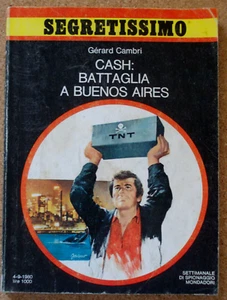 SEGRETISSIMO
Gérard Cambri
CASH:
BATTAGLIA
A BUENOS AIRES
TNT
4-9-1980
lire 1000
SETTIMANALE
DI SPIONAGGIO
MONDADORI